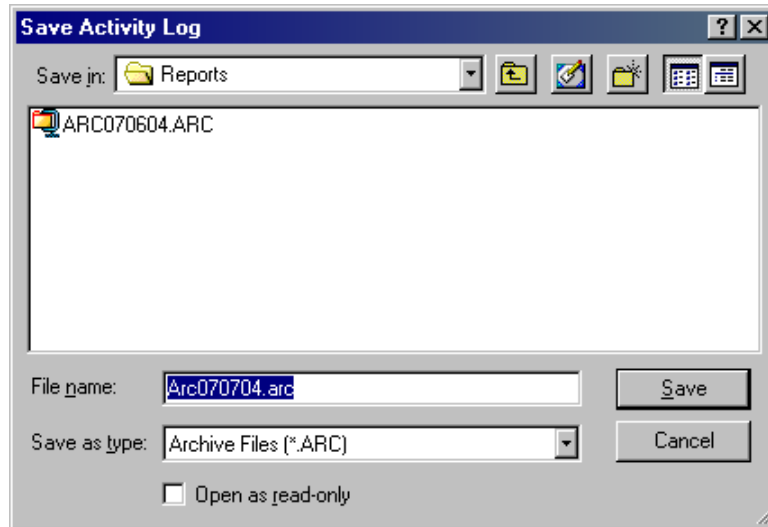 Save Activity Log
Save in: Reports
ARC070604.ARC
File name: Arc070704.arc Save
Save as type: Archive Files (*.ARC) Cancel
Open as read-only